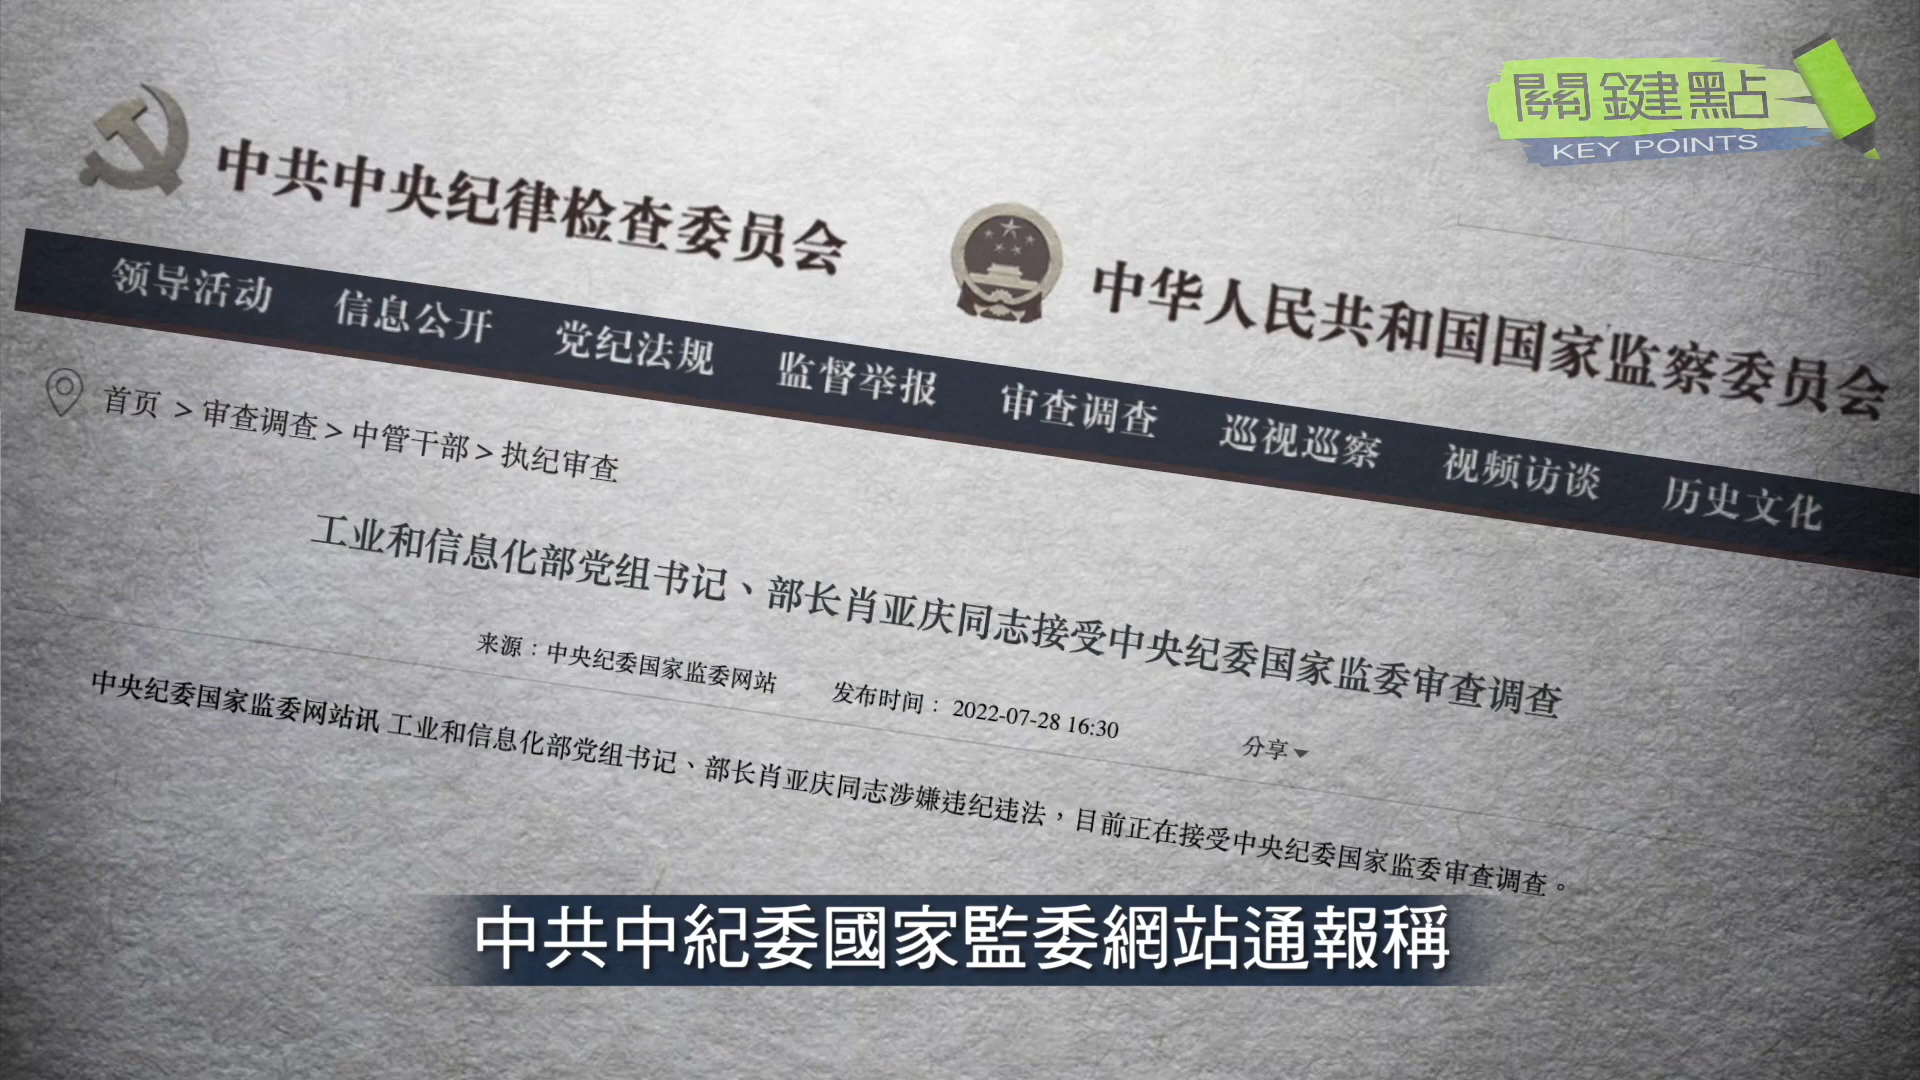 關鍵點
KEY POINTS
中共中央纪律检查委员会
中华人民共和国国家监察委员会
领导活动 信息公开 党纪法规 监督举报 审查调查 巡视巡察 视频访谈 历史文化
首页 > 审查调查 > 中管干部 > 执纪审查
工业和信息化部党组书记、部长肖亚庆同志接受中央纪委国家监委审查调查
来源：中央纪委国家监委网站 发布时间：2022-07-28 16:30 分享
中央纪委国家监委网站讯 工业和信息化部党组书记、部长肖亚庆同志涉嫌违纪违法，目前正在接受中央纪委国家监委审查调查。
中共中紀委國家監委網站通報稱